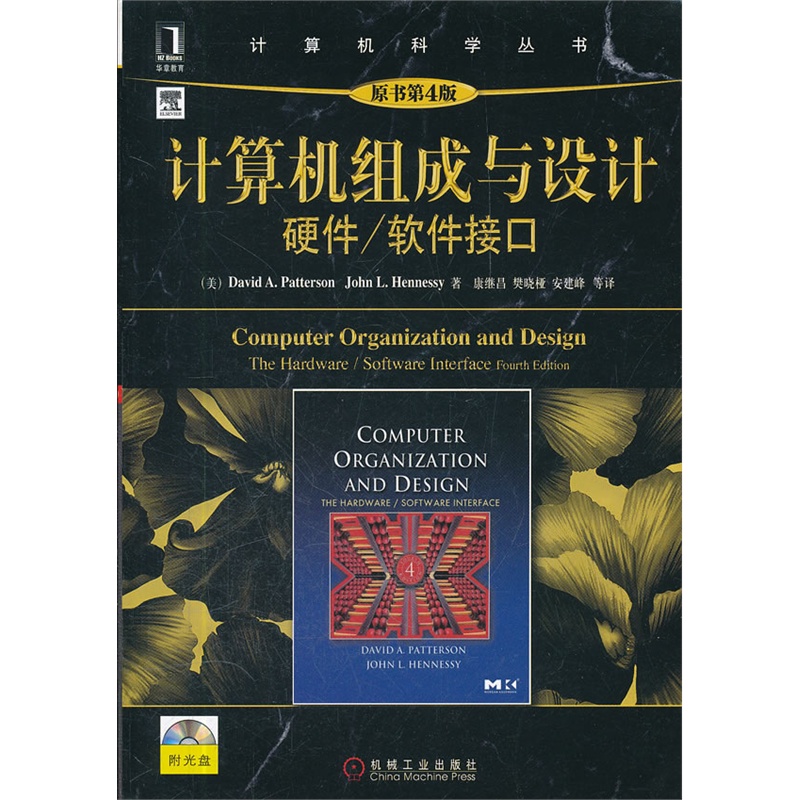 HZ Books
华章教育
计算机科学丛书
ELSEVIER
原书第4版
计算机组成与设计
硬件/软件接口
(美) David A. Patterson John L. Hennessy 著 康继昌 樊晓桠 安建峰 等译
Computer Organization and Design
The Hardware / Software Interface Fourth Edition
COMPUTER
ORGANIZATION
AND DESIGN
THE HARDWARE / SOFTWARE INTERFACE
4
DAVID A. PATTERSON
JOHN L. HENNESSY
MK
附光盘
机械工业出版社
China Machine Press